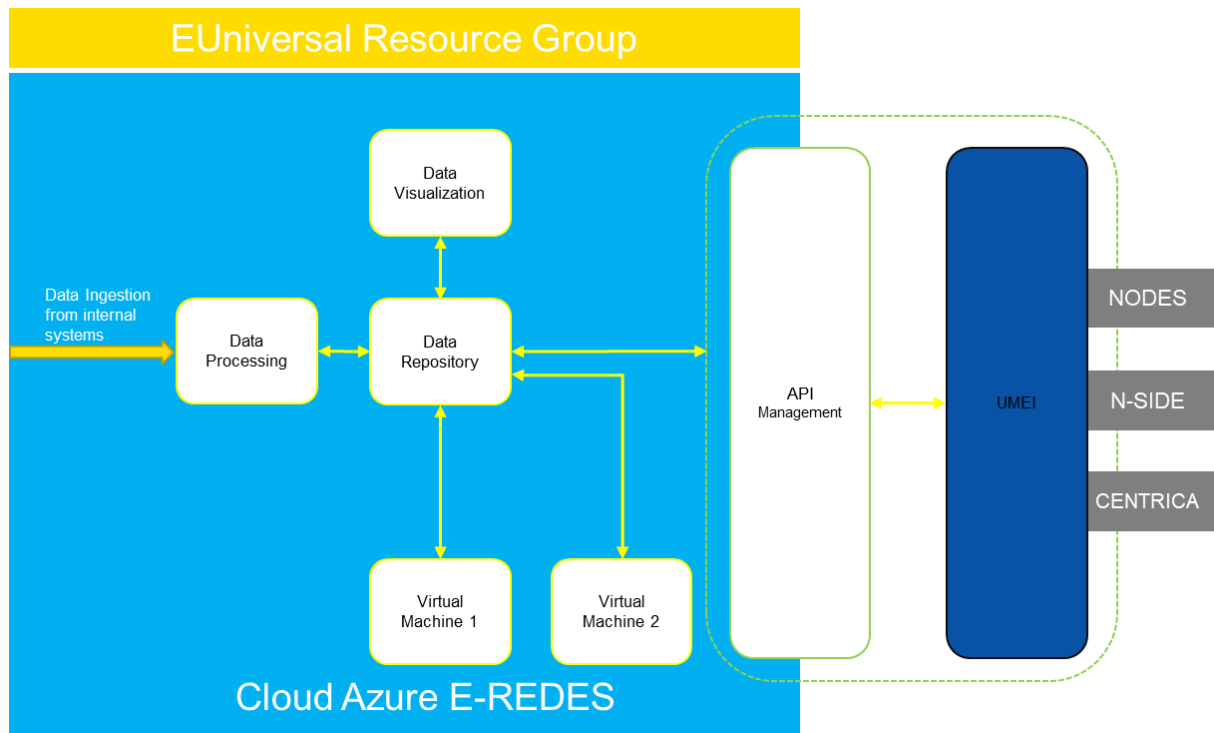 EUniversal Resource Group
Data
Visualization
Data Ingestion
from internal
systems
Data
Processing
Data
Repository
API
Management
UMEI
NODES
N-SIDE
CENTRICA
Virtual
Machine 1
Virtual
Machine 2
Cloud Azure E-REDES